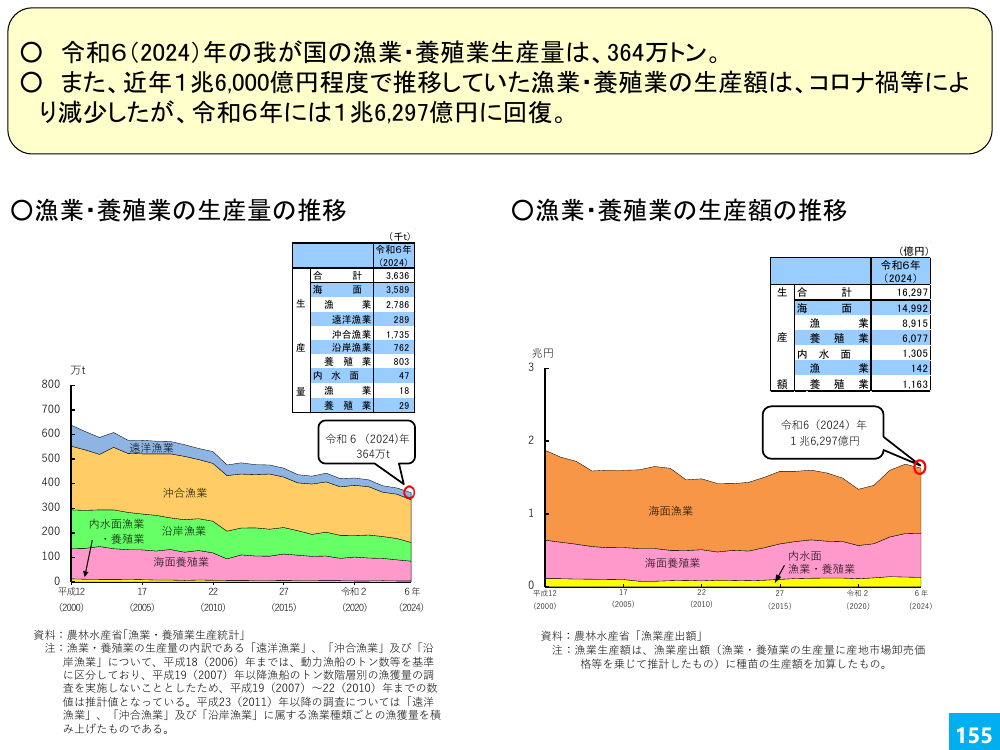 ○　令和６（2024）年の我が国の漁業・養殖業生産量は、364万トン。
○　また、近年１兆6,000億円程度で推移していた漁業・養殖業の生産額は、コロナ禍等によ
り減少したが、令和６年には１兆6,297億円に回復。
○漁業・養殖業の生産量の推移
（千t）
令和６年
（2024）
合　計 3,636
海　面 3,589
生 漁　業 2,786
遠洋漁業 289
沖合漁業 1,735
産 沿岸漁業 762
養 殖 業 803
内 水 面 47
量 漁　業 18
養 殖 業 29
万t
800
700
600
500
400
300
200
100
0
遠洋漁業
沖合漁業
沿岸漁業
内水面漁業
・養殖業
海面養殖業
令和６（2024)年
364万t
平成12 17 22 27 令和２ ６年
(2000) (2005) (2010) (2015) (2020) (2024)
資料：農林水産省｢漁業・養殖業生産統計｣
注：漁業・養殖業の生産量の内訳である「遠洋漁業」、「沖合漁業」及び「沿
岸漁業」について、平成18（2006）年までは、動力漁船のトン数等を基準
に区分しており、平成19（2007）年以降漁船のトン数階層別の漁獲量の調
査を実施しないこととしたため、平成19（2007）～22（2010）年までの数
値は推計値となっている。平成23（2011）年以降の調査については「遠洋
漁業」、「沖合漁業」及び「沿岸漁業」に属する漁業種類ごとの漁獲量を積
み上げたものである。
○漁業・養殖業の生産額の推移
（億円）
令和６年
（2024）
生 合　計 16,297
海　面 14,992
漁　業 8,915
産 養 殖 業 6,077
内 水 面 1,305
漁　業 142
額 養 殖 業 1,163
兆円
3
2
1
0
令和6（2024）年
１兆6,297億円
海面漁業
海面養殖業
内水面
漁業・養殖業
平成12 17 22 27 令和２ ６年
(2000) (2005) (2010) (2015) (2020) (2024)
資料：農林水産省「漁業産出額」
注：漁業生産額は、漁業産出額（漁業・養殖業の生産量に産地市場卸売価
格等を乗じて推計したもの）に種苗の生産額を加算したもの。
155